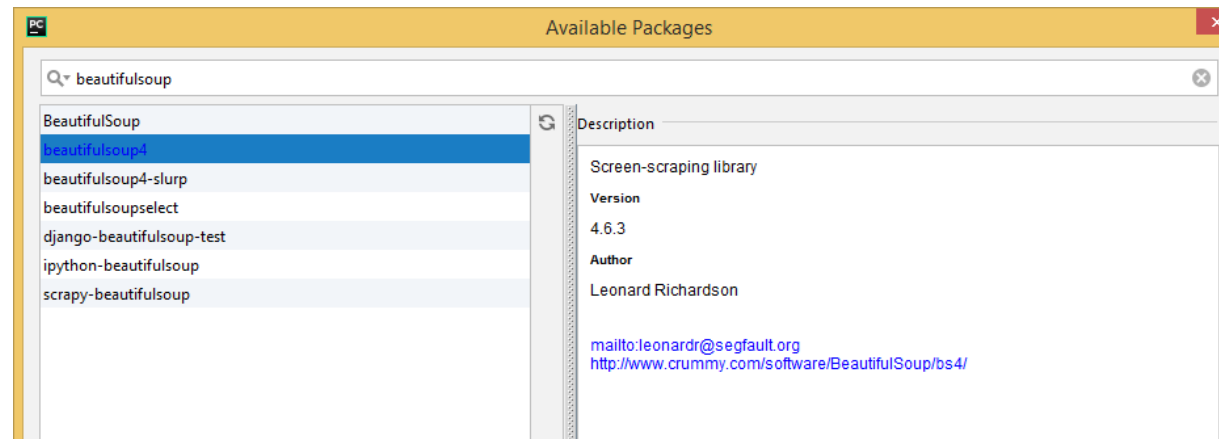 PC
Available Packages
beautifulsoup
BeautifulSoup
beautifulsoup4
beautifulsoup4-slurp
beautifulsoupselect
django-beautifulsoup-test
ipython-beautifulsoup
scrapy-beautifulsoup
Description
Screen-scraping library
Version
4.6.3
Author
Leonard Richardson
mailto:leonardr@segfault.org
http://www.crummy.com/software/BeautifulSoup/bs4/